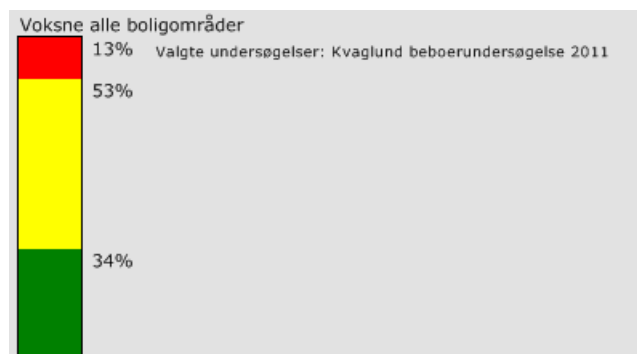 Voksne alle boligområder
13% Valgte undersøgelser: Kvaglund beboerundersøgelse 2011
53%
34%